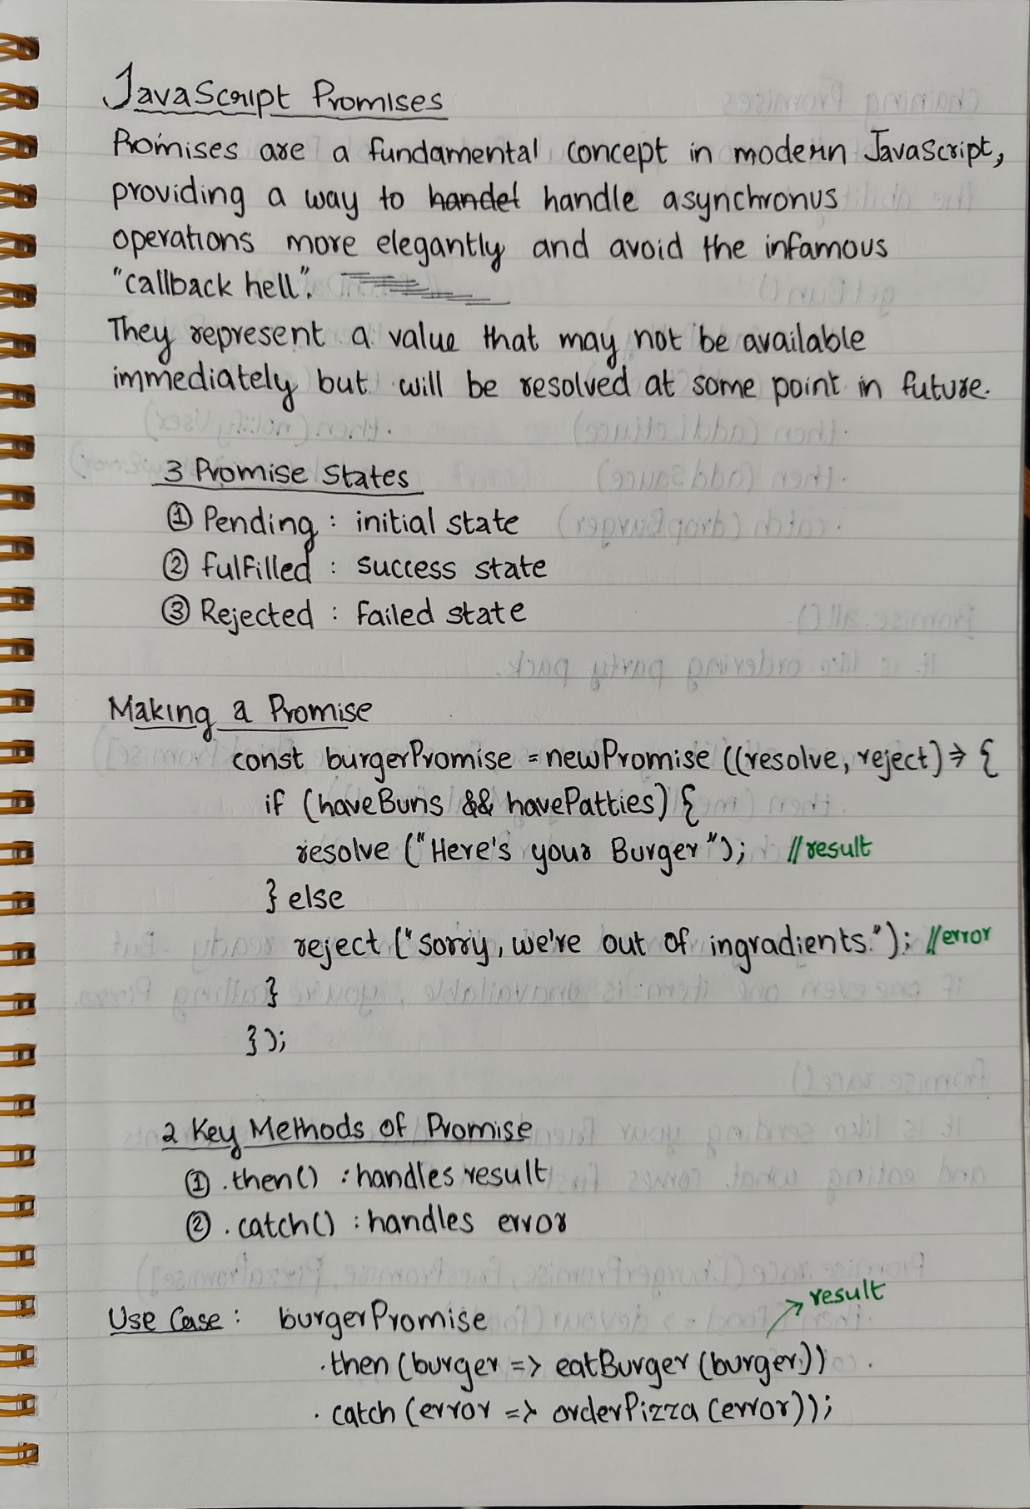 JavaScript Promises
Promises are a fundamental concept in modern JavaScript,
providing a way to handel handle asynchronus
operations more elegantly and avoid the infamous
"callback hell".
They represent a value that may not be available
immediately but will be resolved at some point in future.
3 Promise States
① Pending : initial state
② fulfilled : success state
③ Rejected : failed state
Making a Promise
const burgerPromise = newPromise ((resolve, reject) => {
if (haveBuns && havePatties) {
resolve ("Here's your Burger"); //result
} else
reject ("sorry, we're out of ingradients."); //error
}
});
2 Key Methods of Promise
① .then() : handles result
② .catch() : handles error
result
Use Case : burgerPromise
.then (burger => eatBurger (burger))
.catch (error => orderPizza (error));